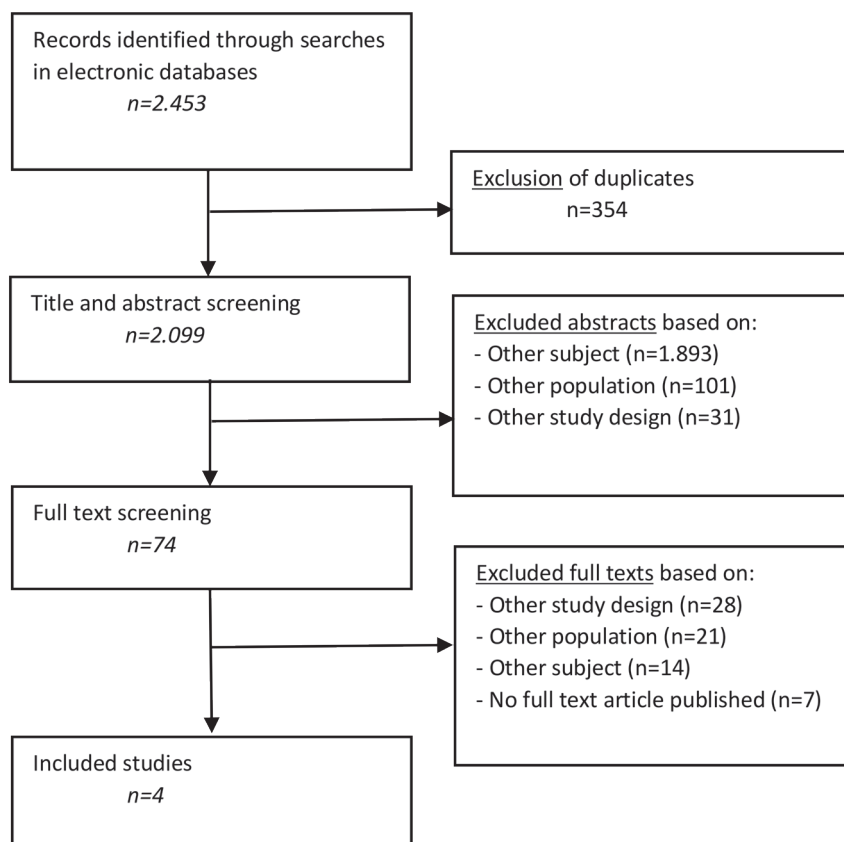 Records identified through searches
in electronic databases
n=2.453
Exclusion of duplicates
n=354
Title and abstract screening
n=2.099
Excluded abstracts based on:
- Other subject (n=1.893)
- Other population (n=101)
- Other study design (n=31)
Full text screening
n=74
Excluded full texts based on:
- Other study design (n=28)
- Other population (n=21)
- Other subject (n=14)
- No full text article published (n=7)
Included studies
n=4